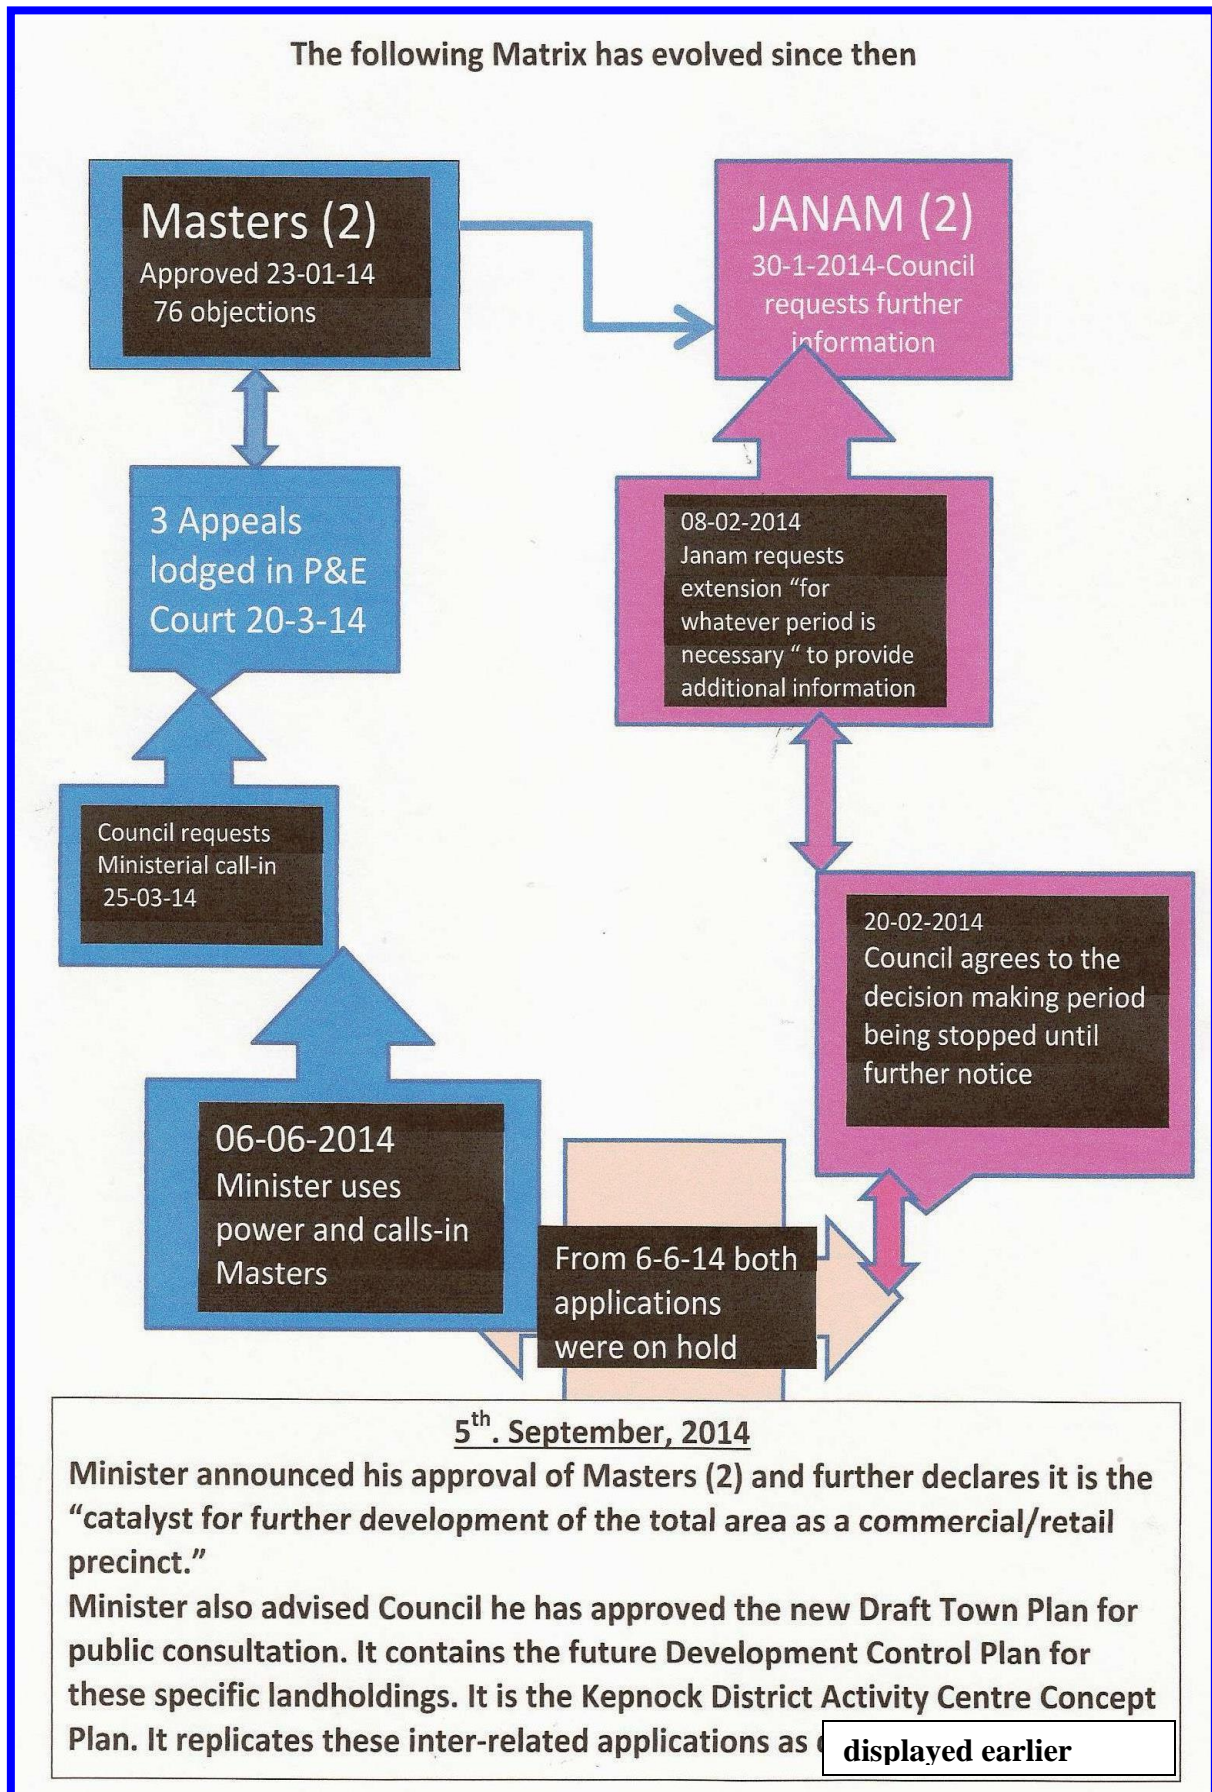 The following Matrix has evolved since then
Masters (2)
Approved 23-01-14
76 objections
JANAM (2)
30-1-2014-Council
requests further
information
3 Appeals
lodged in P&E
Court 20-3-14
08-02-2014
Janam requests
extension “for
whatever period is
necessary “ to provide
additional information
Council requests
Ministerial call-in
25-03-14
20-02-2014
Council agrees to the
decision making period
being stopped until
further notice
06-06-2014
Minister uses
power and calls-in
Masters
From 6-6-14 both
applications
were on hold
5th. September, 2014
Minister announced his approval of Masters (2) and further declares it is the
“catalyst for further development of the total area as a commercial/retail
precinct.”
Minister also advised Council he has approved the new Draft Town Plan for
public consultation. It contains the future Development Control Plan for
these specific landholdings. It is the Kepnock District Activity Centre Concept
Plan. It replicates these inter-related applications as
displayed earlier